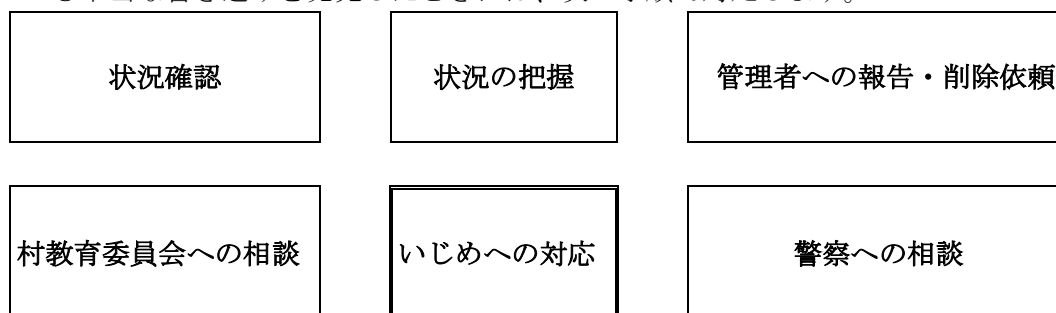 状況確認
状況の把握
管理者への報告・削除依頼
村教育委員会への相談
いじめへの対応
警察への相談